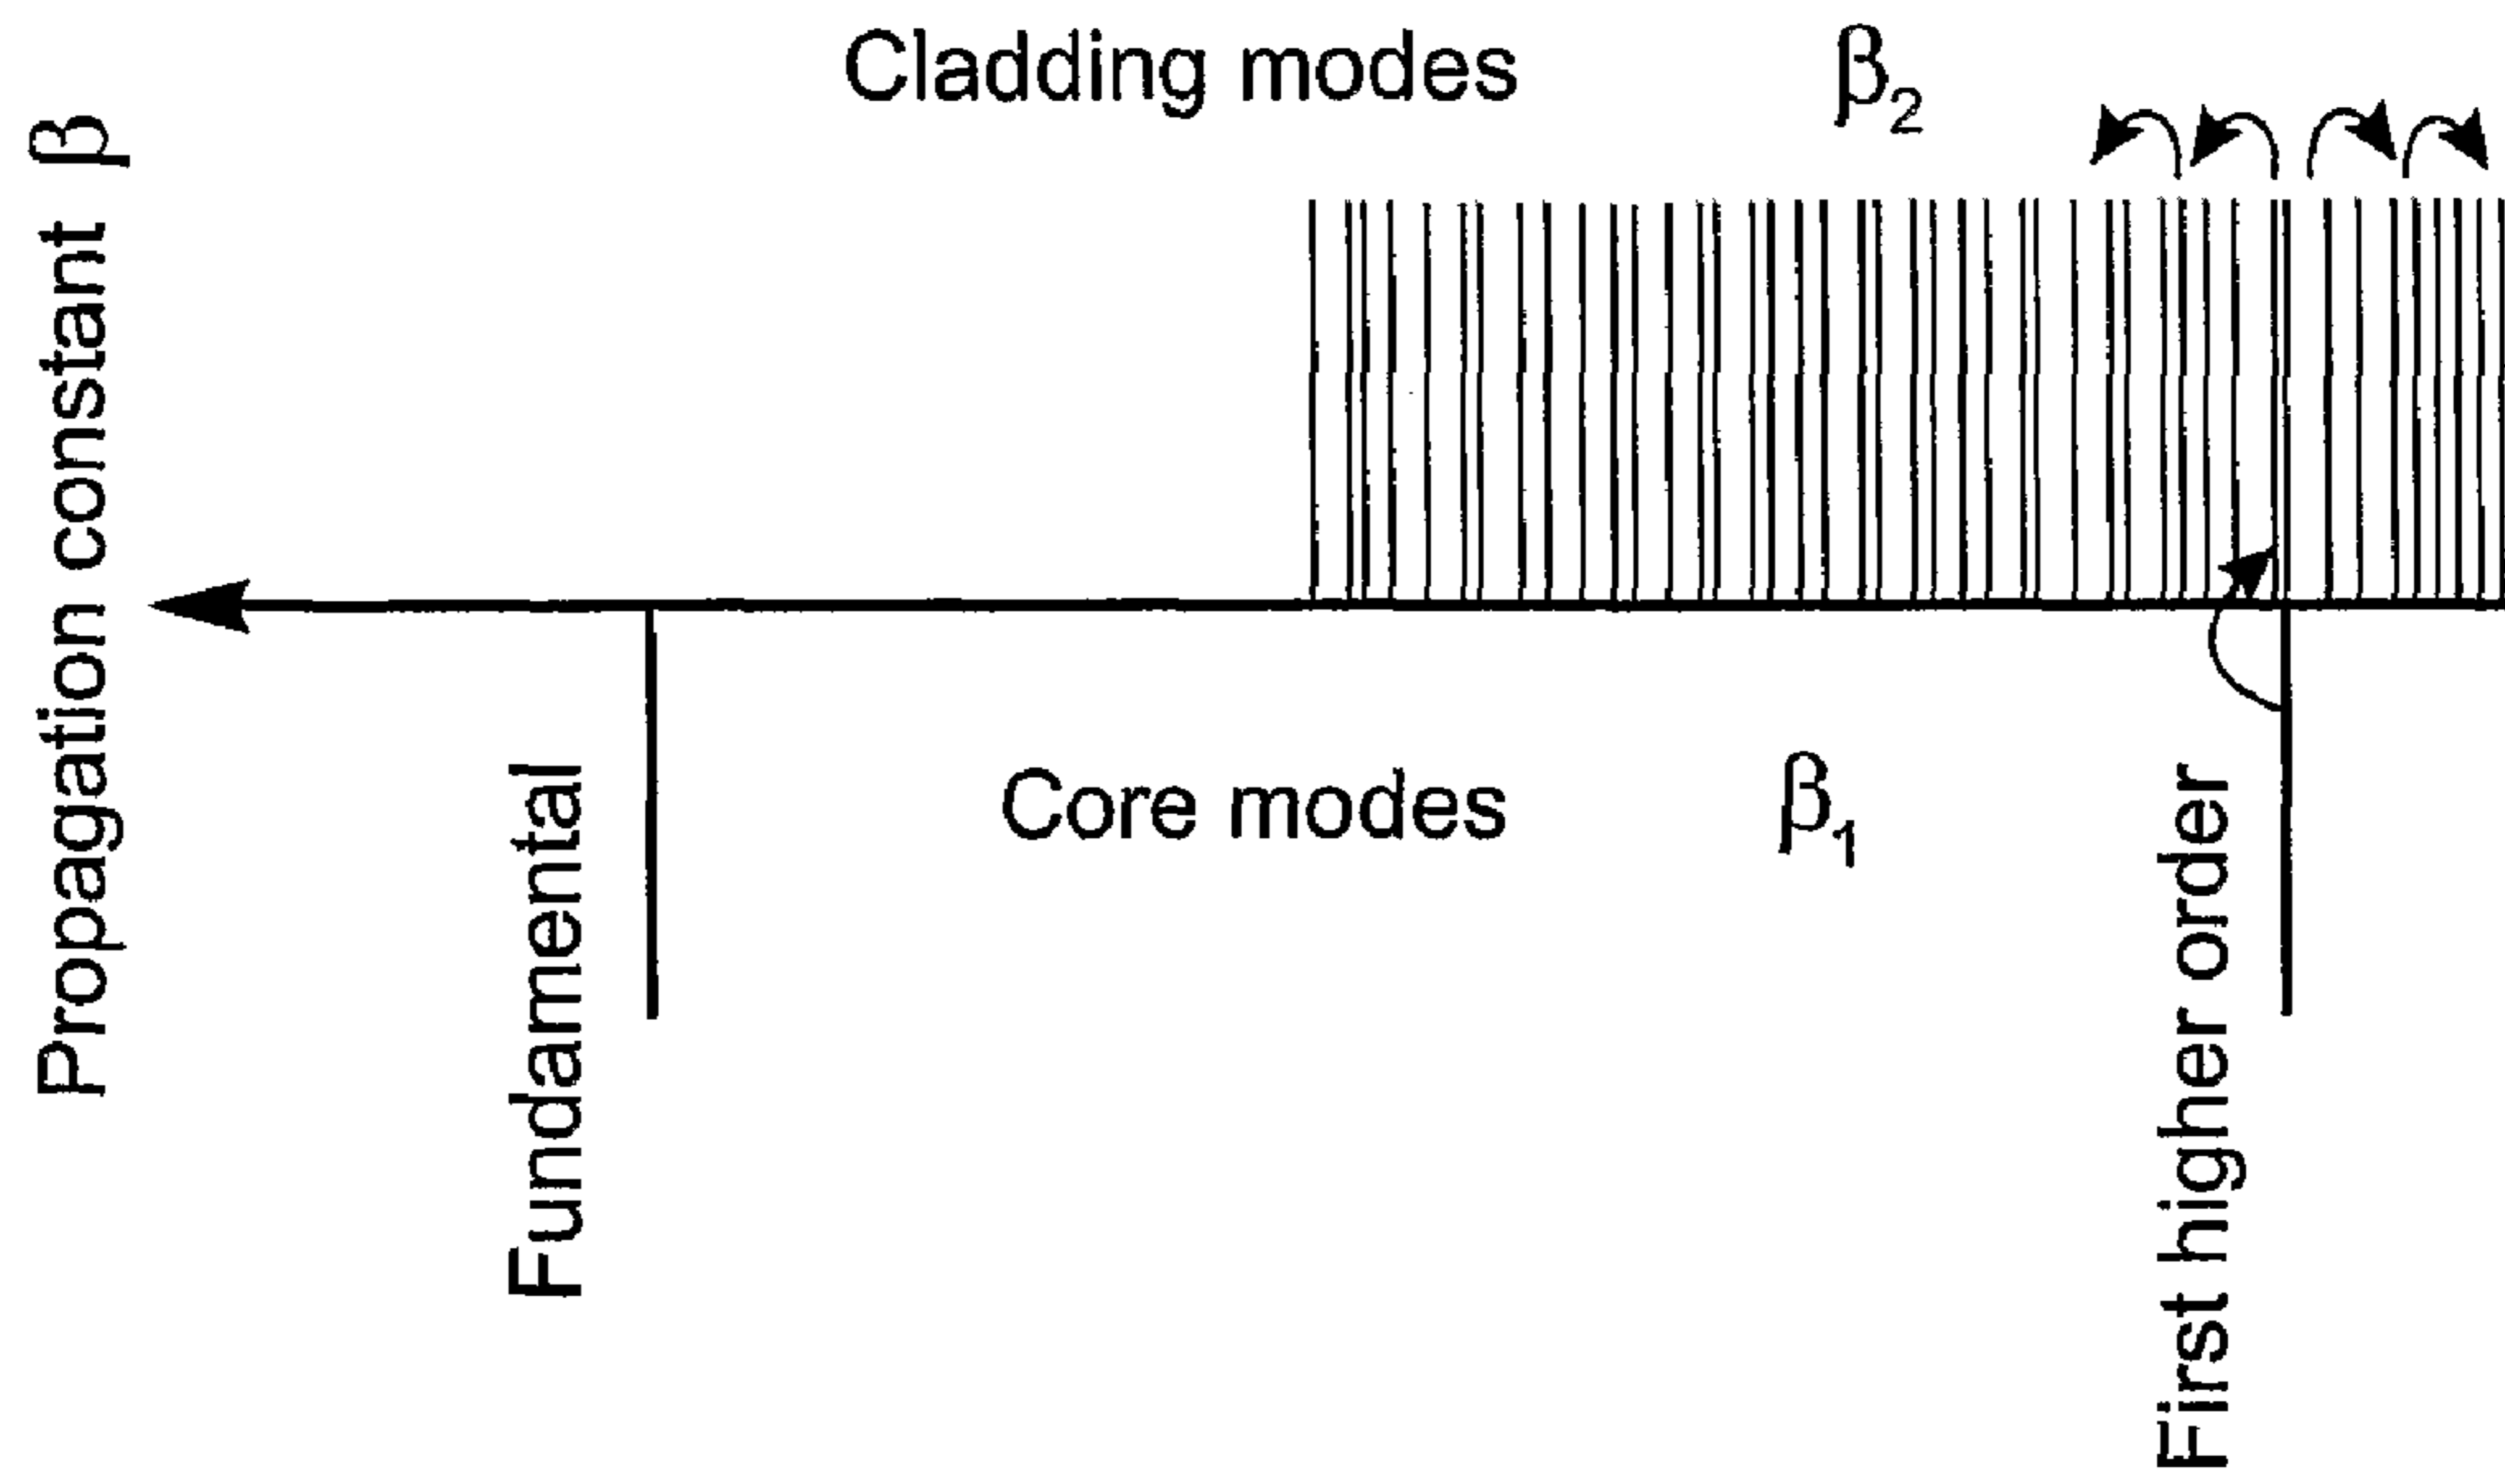 Cladding modes β₂
Propagation constant β
Core modes β₁
Fundamental
First higher order